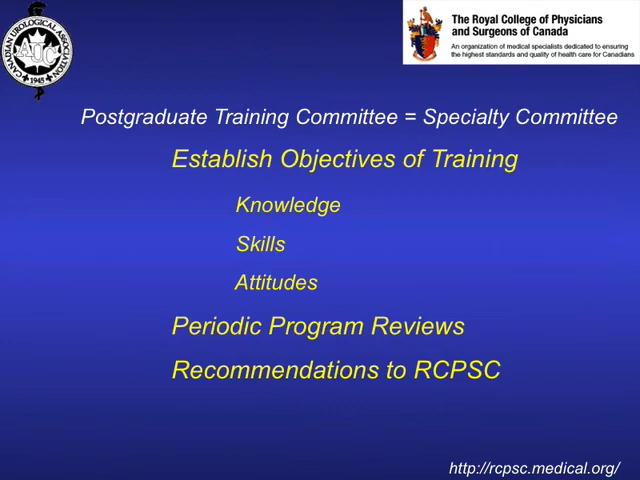 CANADIAN UROLOGICAL ASSOCIATION
AUC
1945
The Royal College of Physicians
and Surgeons of Canada
An organization of medical specialists dedicated to ensuring
the highest standards and quality of health care for Canadians
Postgraduate Training Committee = Specialty Committee
Establish Objectives of Training
Knowledge
Skills
Attitudes
Periodic Program Reviews
Recommendations to RCPSC
http://rcpsc.medical.org/